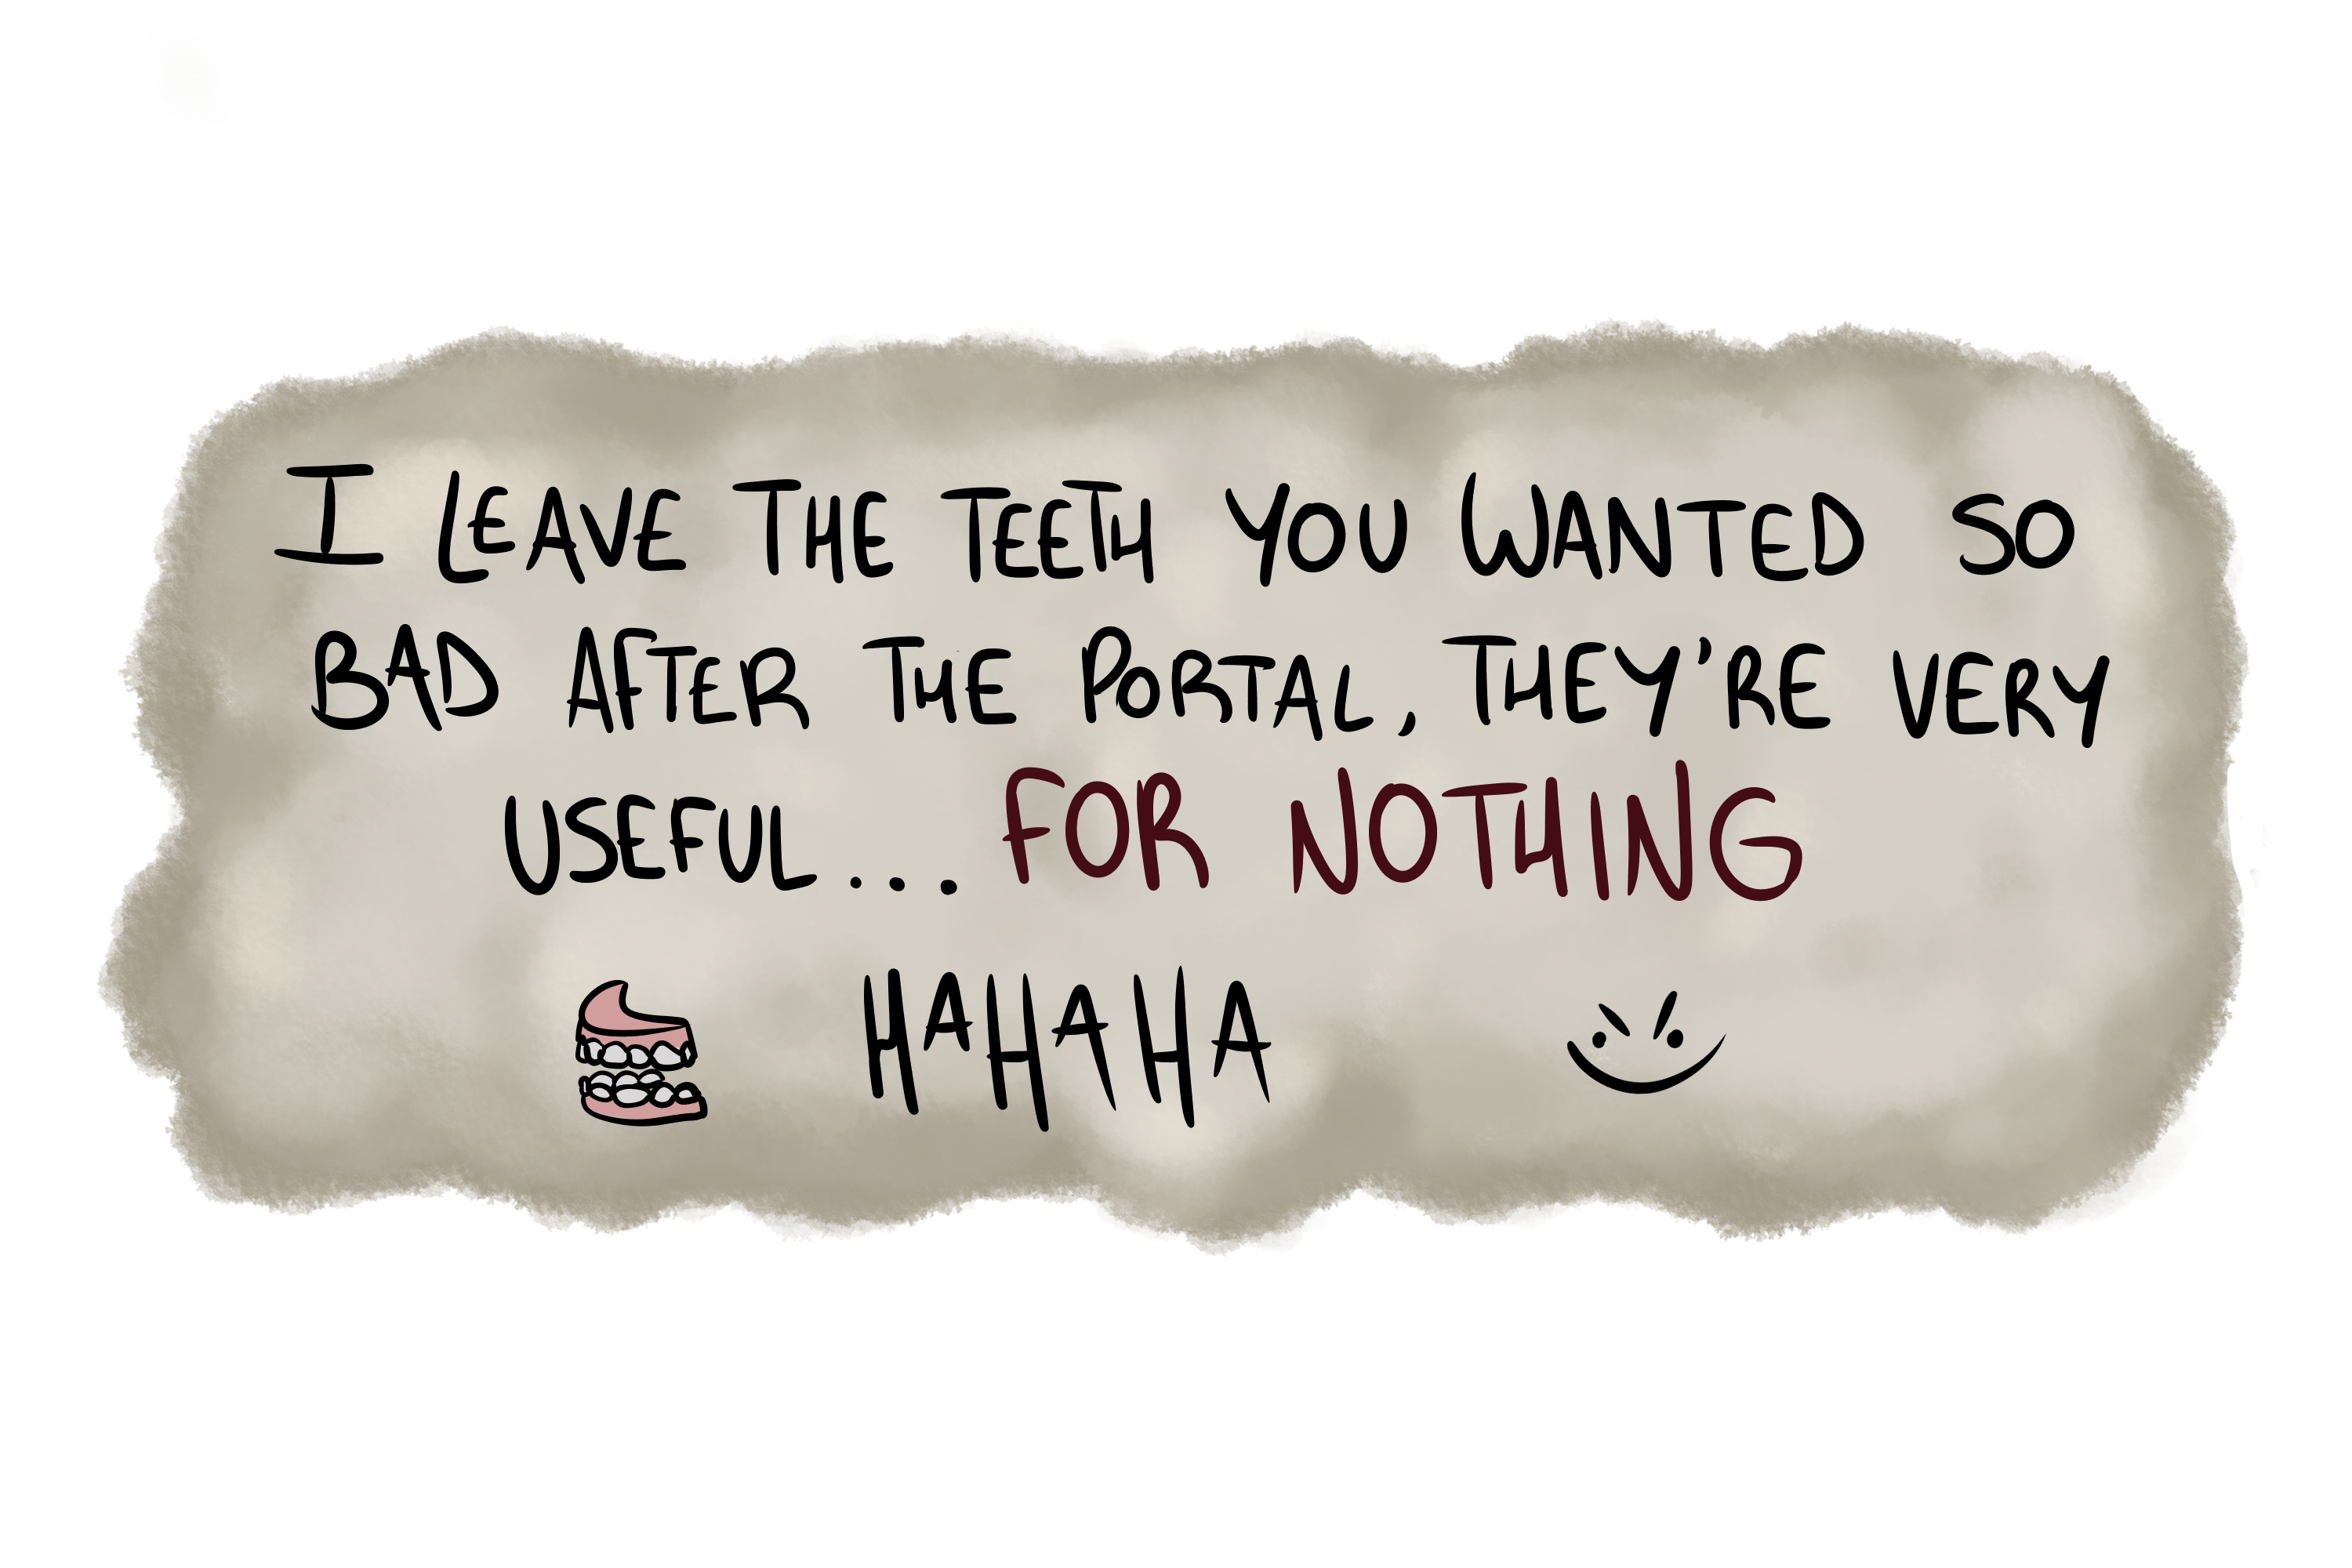 I LEAVE THE TEETH YOU WANTED SO
BAD AFTER THE PORTAL, THEY'RE VERY
USEFUL... FOR NOTHING
HAHAHA